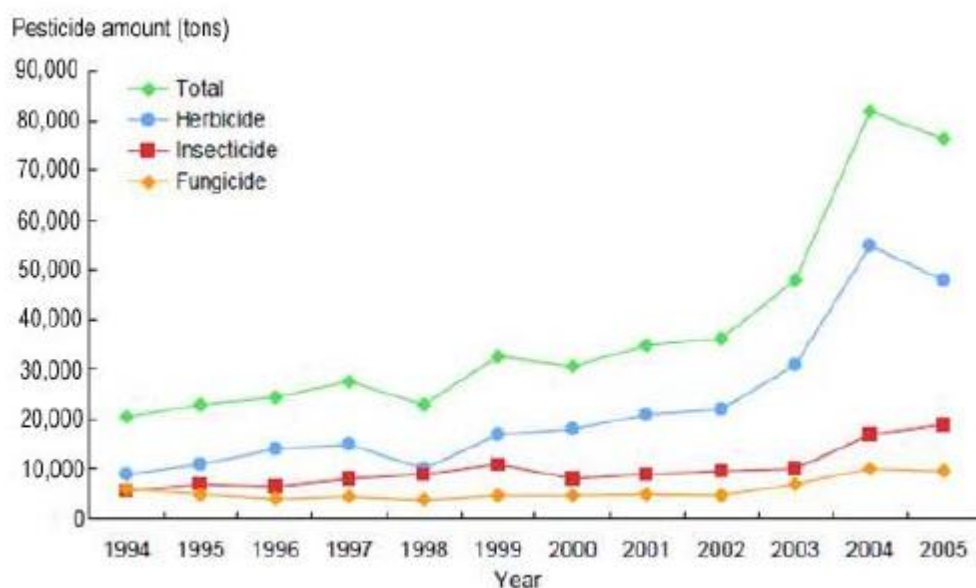 Pesticide amount (tons)
90,000
80,000
70,000
60,000
50,000
40,000
30,000
20,000
10,000
0
Total
Herbicide
Insecticide
Fungicide
1994 1995 1996 1997 1998 1999 2000 2001 2002 2003 2004 2005
Year